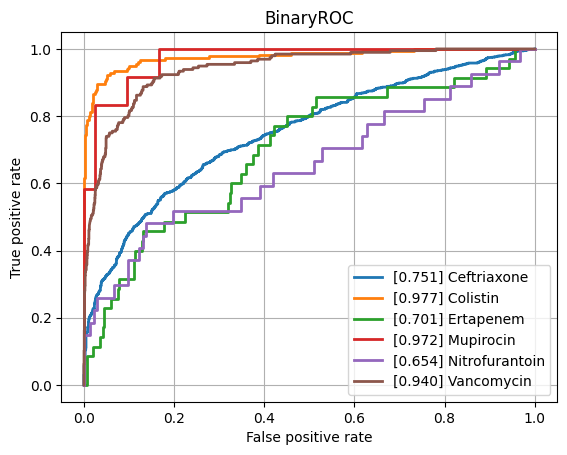 BinaryROC
True positive rate
1.0
0.8
0.6
0.4
0.2
0.0
[0.751] Ceftriaxone
[0.977] Colistin
[0.701] Ertapenem
[0.972] Mupirocin
[0.654] Nitrofurantoin
[0.940] Vancomycin
0.0 0.2 0.4 0.6 0.8 1.0
False positive rate